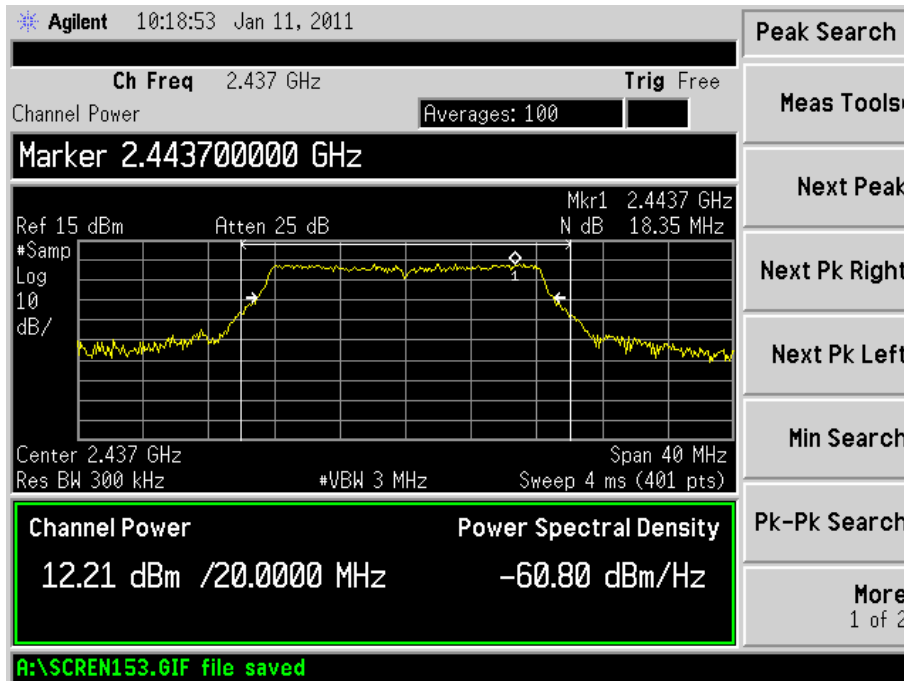 Agilent 10:18:53 Jan 11, 2011
Peak Search
Ch Freq 2.437 GHz Trig Free
Channel Power Averages: 100
Marker 2.443700000 GHz
Mkr1 2.4437 GHz
Ref 15 dBm Atten 25 dB N dB 18.35 MHz
#Samp
Log
10
dB/
1
Center 2.437 GHz Span 40 MHz
Res BW 300 kHz #VBW 3 MHz Sweep 4 ms (401 pts)
Channel Power Power Spectral Density
12.21 dBm /20.0000 MHz -60.80 dBm/Hz
A:\SCREN153.GIF file saved
Meas Tools
Next Peak
Next Pk Right
Next Pk Left
Min Search
Pk-Pk Search
More
1 of 2